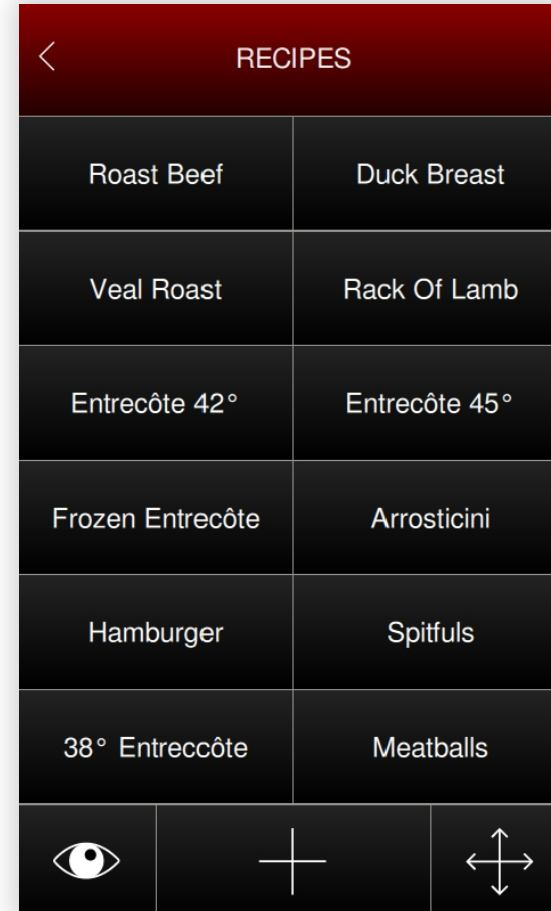 RECIPES
Roast Beef
Duck Breast
Veal Roast
Rack Of Lamb
Entrecôte 42°
Entrecôte 45°
Frozen Entrecôte
Arrosticini
Hamburger
Spitfuls
38° Entreccôte
Meatballs